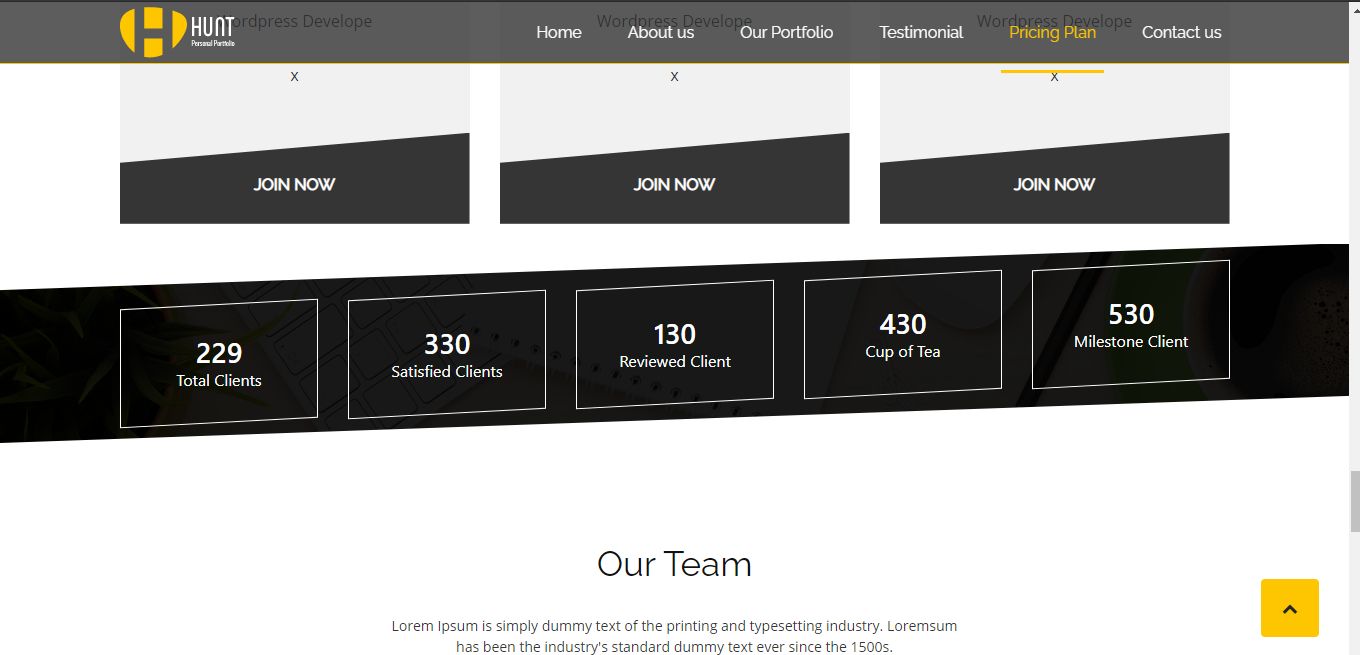 HUNT
Personal Portfolio
Home About us Our Portfolio Testimonial Pricing Plan Contact us
Wordpress Develope Wordpress Develope Wordpress Develope
x x x
JOIN NOW JOIN NOW JOIN NOW
229
Total Clients
330
Satisfied Clients
130
Reviewed Client
430
Cup of Tea
530
Milestone Client
Our Team
Lorem Ipsum is simply dummy text of the printing and typesetting industry. Loremsum
has been the industry's standard dummy text ever since the 1500s.